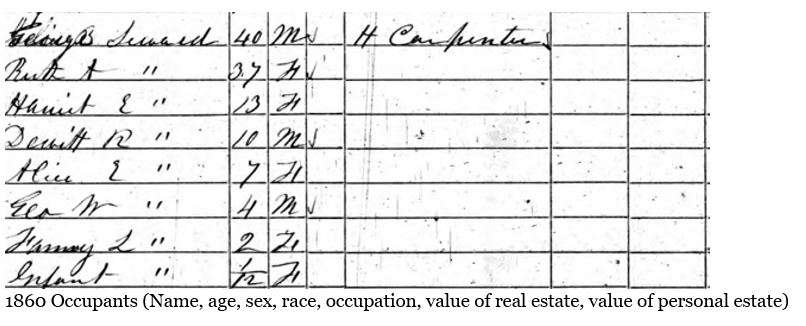 George B Seward 40 M H Carpenter
Ruth A " 37 F
Harriet E " 13 F
Dewitt R " 10 M
Alice E " 7 F
Geo W " 4 M
Fanny L " 2 F
Infant " 1/12 F
1860 Occupants (Name, age, sex, race, occupation, value of real estate, value of personal estate)